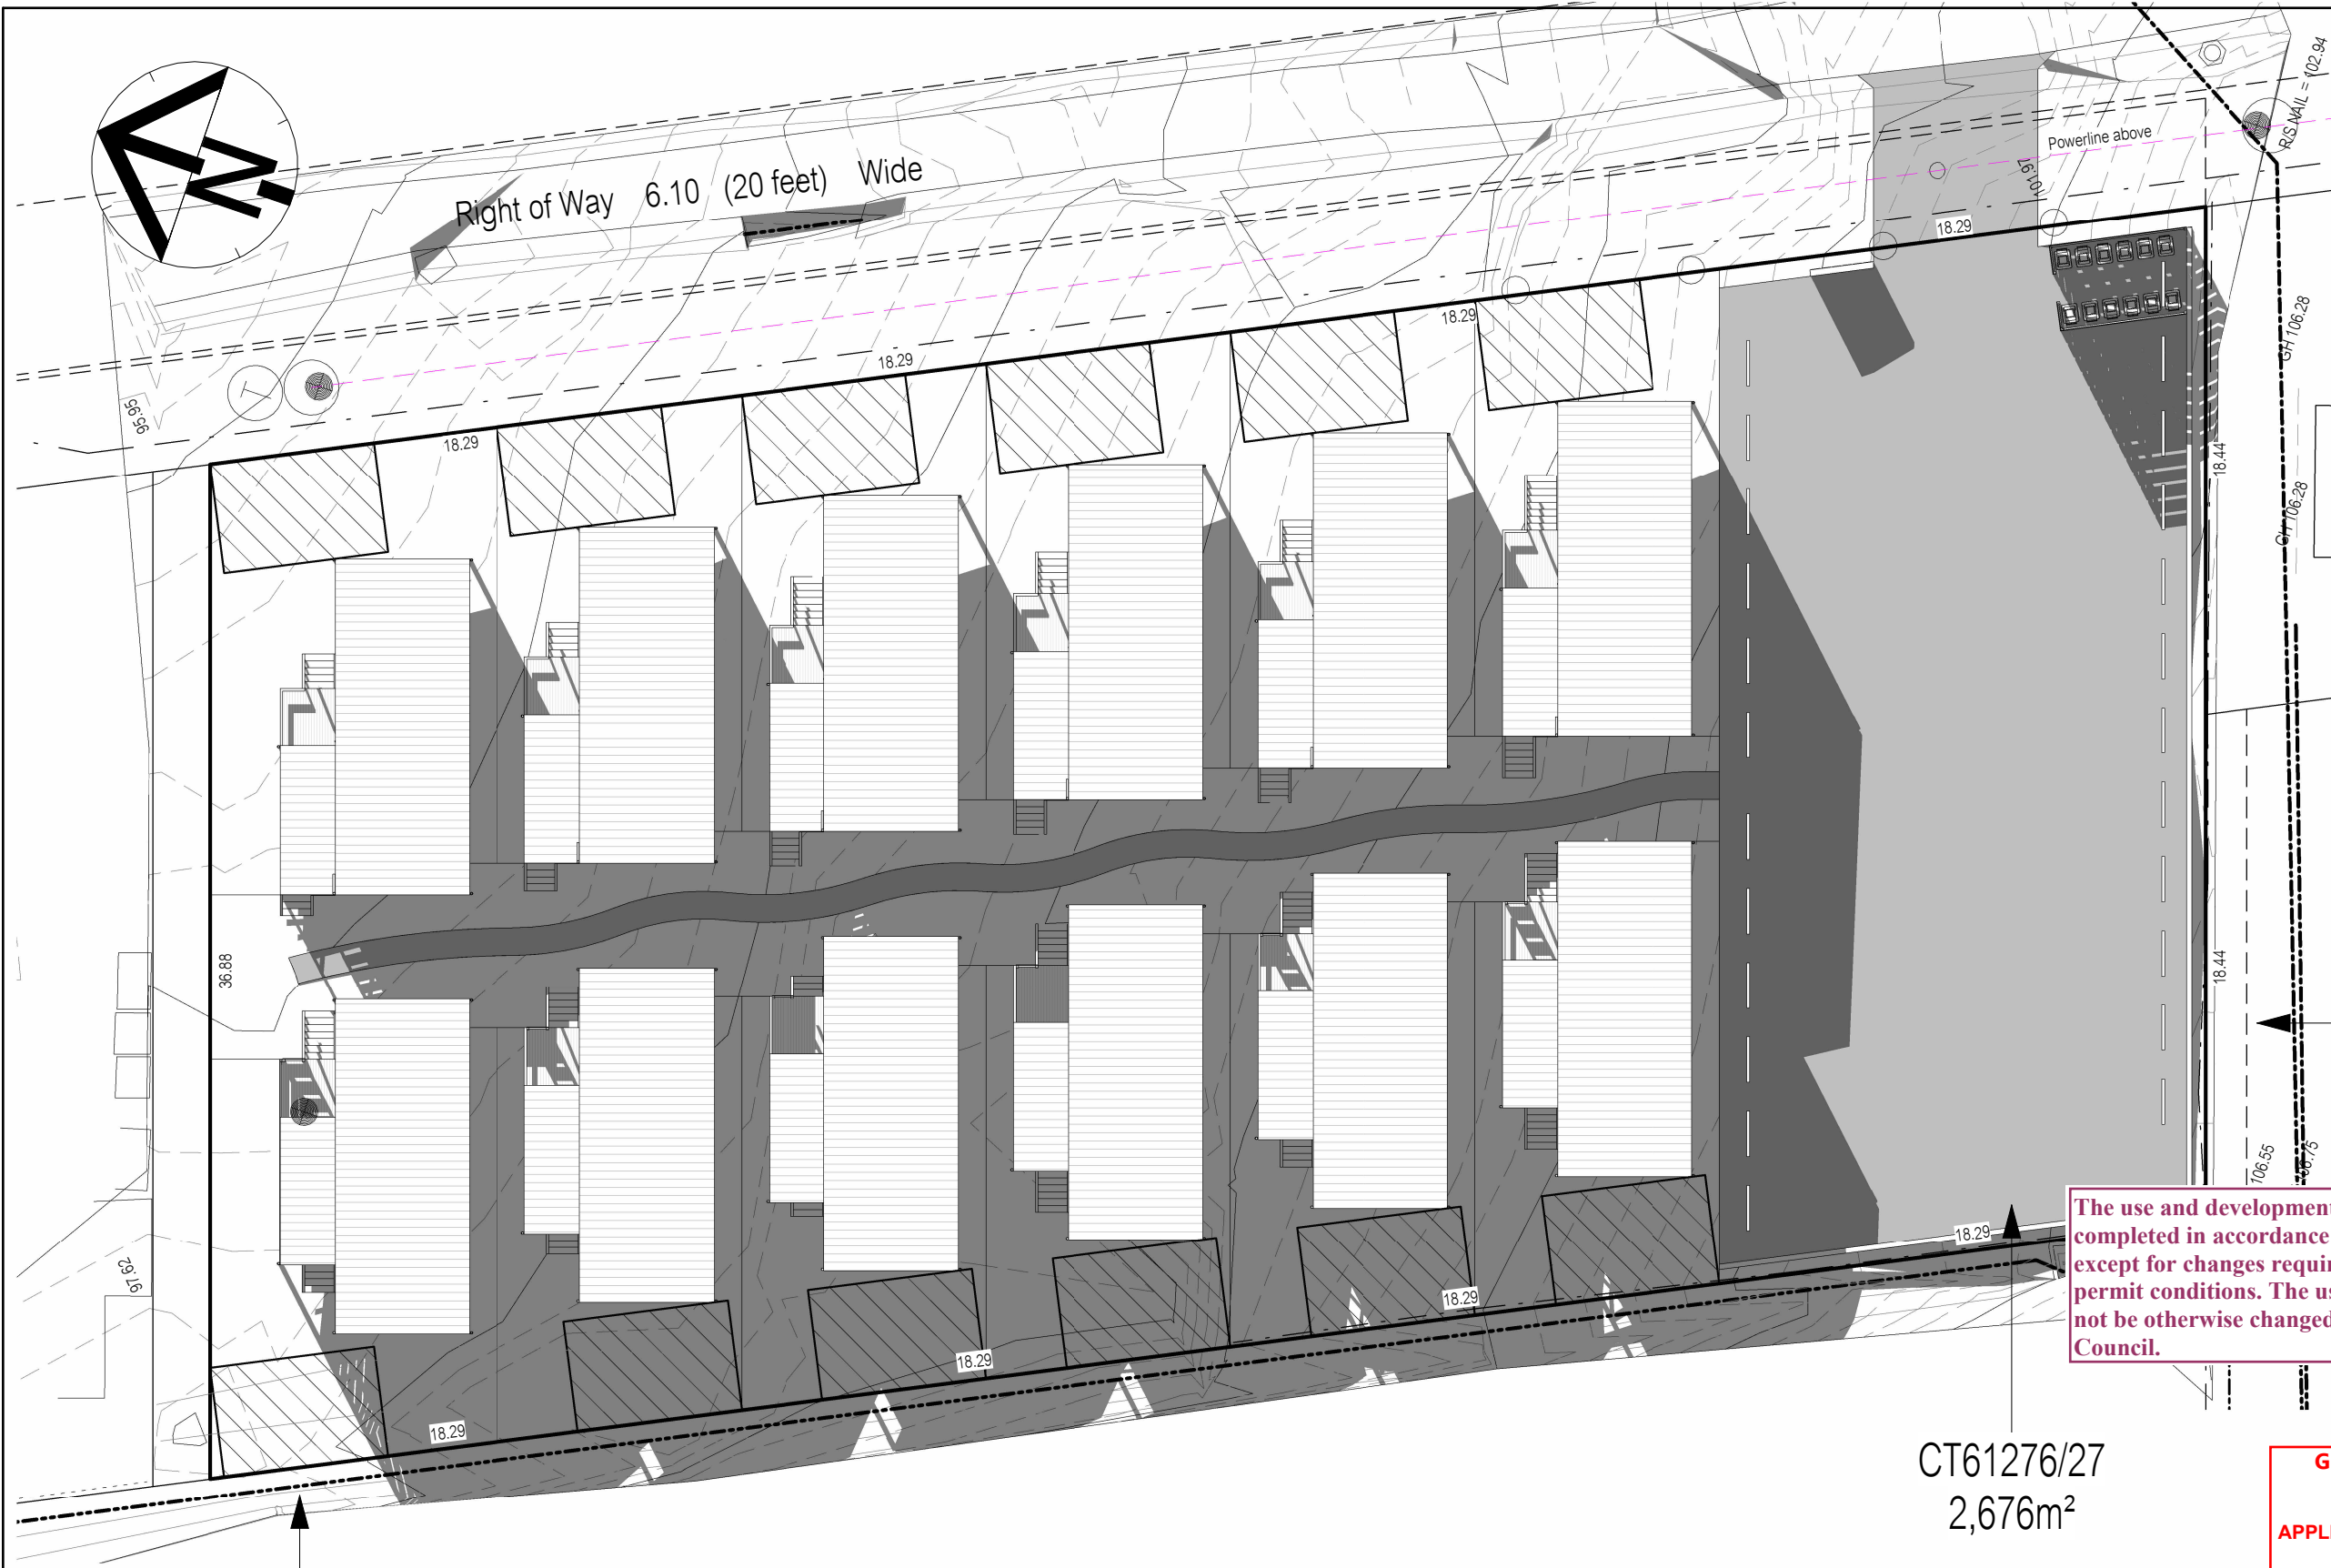 N
Right of Way 6.10 (20 feet) Wide
Powerline above
R/S NAIL = 102.94
101.97
18.29
GH 106.28
18.29
18.29
18.29
95.95
T
18.44
GH 106.28
36.88
18.44
106.55
The use and development
completed in accordance
except for changes requi
permit conditions. The us
not be otherwise changed
Council.
18.29
97.62
18.29
18.29
18.29
CT61276/27
2,676m²
G
APPL